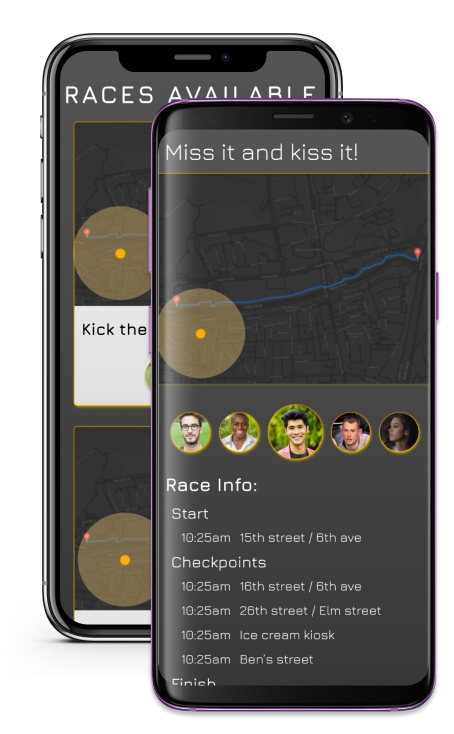 RACES AVAILABLE
Kick the
Miss it and kiss it!
Race Info:
Start
10:25am 15th street / 6th ave
Checkpoints
10:25am 16th street / 6th ave
10:25am 26th street / Elm street
10:25am Ice cream kiosk
10:25am Ben's street
Finish